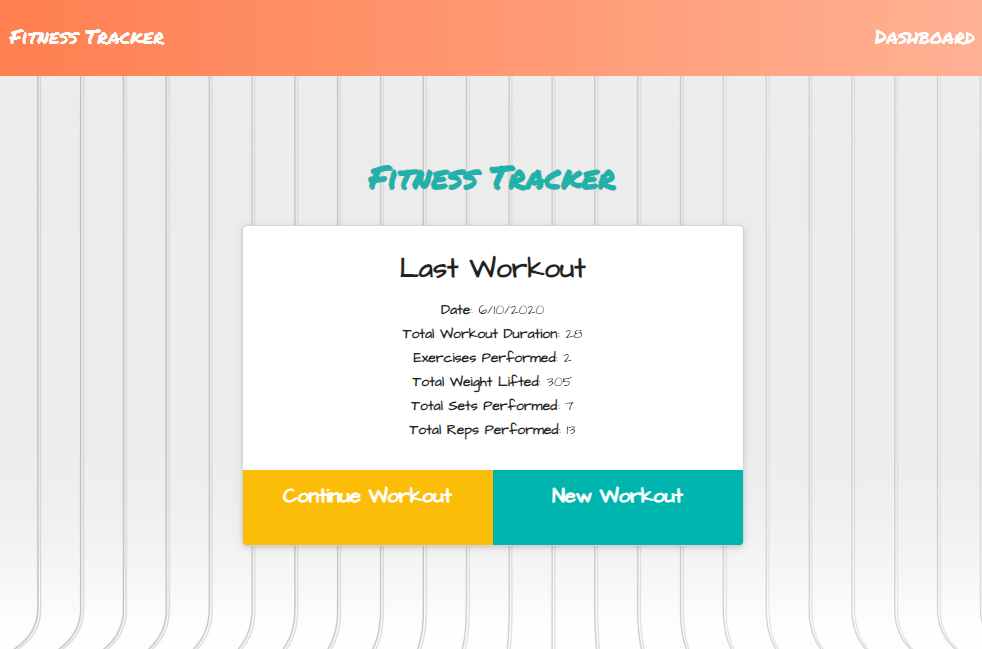 Fitness Tracker
Dashboard
Fitness Tracker
Last Workout
Date: 6/10/2020
Total Workout Duration: 28
Exercises Performed: 2
Total Weight Lifted: 305
Total Sets Performed: 7
Total Reps Performed: 13
Continue Workout
New Workout